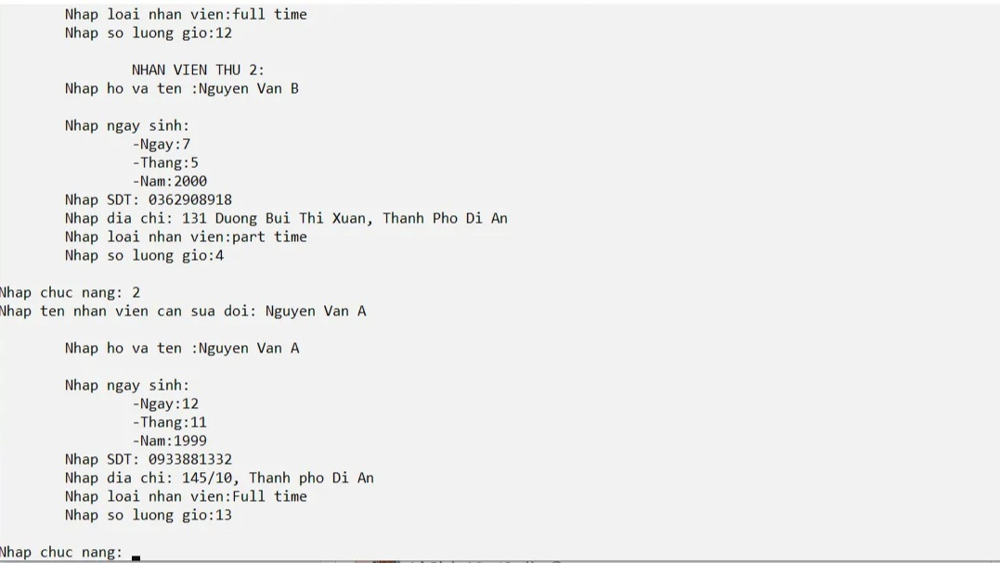 Nhap loai nhan vien:full time
Nhap so luong gio:12
NHAN VIEN THU 2:
Nhap ho va ten :Nguyen Van B
Nhap ngay sinh:
-Ngay:7
-Thang:5
-Nam:2000
Nhap SDT: 0362908918
Nhap dia chi: 131 Duong Bui Thi Xuan, Thanh Pho Di An
Nhap loai nhan vien:part time
Nhap so luong gio:4
Nhap chuc nang: 2
Nhap ten nhan vien can sua doi: Nguyen Van A
Nhap ho va ten :Nguyen Van A
Nhap ngay sinh:
-Ngay:12
-Thang:11
-Nam:1999
Nhap SDT: 0933881332
Nhap dia chi: 145/10, Thanh pho Di An
Nhap loai nhan vien:Full time
Nhap so luong gio:13
Nhap chuc nang: